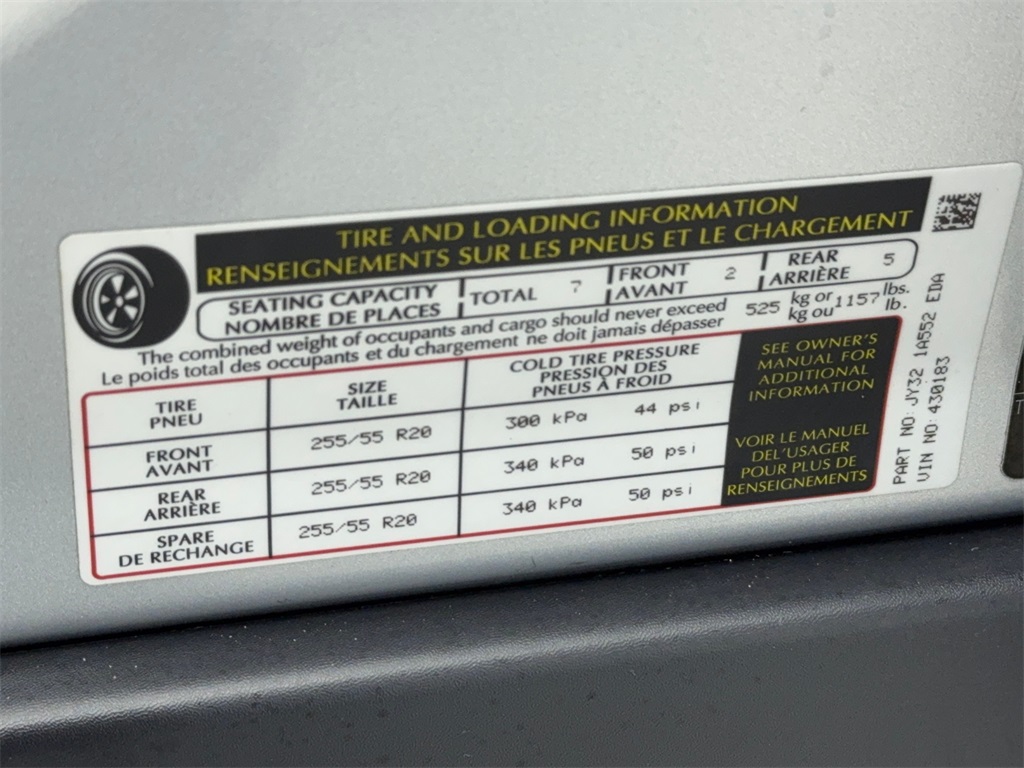 TIRE AND LOADING INFORMATION
RENSEIGNEMENTS SUR LES PNEUS ET LE CHARGEMENT
SEATING CAPACITY
NOMBRE DE PLACES
TOTAL 7
FRONT
AVANT
2
REAR
ARRIÈRE
5
The combined weight of occupants and cargo should never exceed
Le poids total des occupants et du chargement ne doit jamais dépasser
525 kg or 1157 lbs.
kg ou lb.
TIRE
PNEU
SIZE
TAILLE
COLD TIRE PRESSURE
PRESSION DES
PNEUS À FROID
FRONT
AVANT
255/55 R20
300 kPa 44 psi
REAR
ARRIÈRE
255/55 R20
340 kPa 50 psi
SPARE
DE RECHANGE
255/55 R20
340 kPa 50 psi
SEE OWNER'S
MANUAL FOR
ADDITIONAL
INFORMATION
VOIR LE MANUEL
DEL'USAGER
POUR PLUS DE
RENSEIGNEMENTS
PART NO:JY32 1A552 EDA
VIN NO:430183